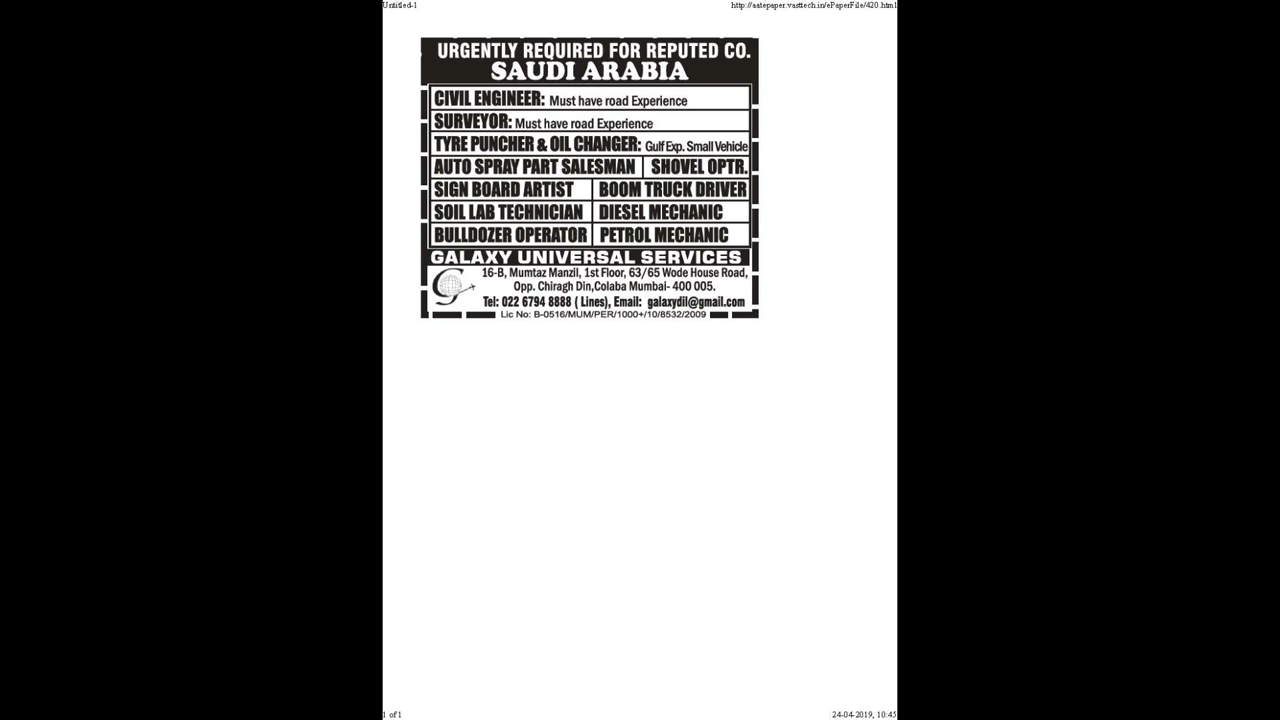 Untitled-1 http://aatepaper.vasttech.in/ePaperFile/420.html
URGENTLY REQUIRED FOR REPUTED CO.
SAUDI ARABIA
CIVIL ENGINEER: Must have road Experience
SURVEYOR: Must have road Experience
TYRE PUNCHER & OIL CHANGER: Gulf Exp. Small Vehicle
AUTO SPRAY PART SALESMAN SHOVEL OPTR.
SIGN BOARD ARTIST BOOM TRUCK DRIVER
SOIL LAB TECHNICIAN DIESEL MECHANIC
BULLDOZER OPERATOR PETROL MECHANIC
GALAXY UNIVERSAL SERVICES
16-B, Mumtaz Manzil, 1st Floor, 63/65 Wode House Road,
Opp. Chiragh Din,Colaba Mumbai- 400 005.
Tel: 022 6794 8888 ( Lines), Email: galaxydil@gmail.com
Lic No: B-0516/MUM/PER/1000+/10/8532/2009
1 of 1 24-04-2019, 10:45